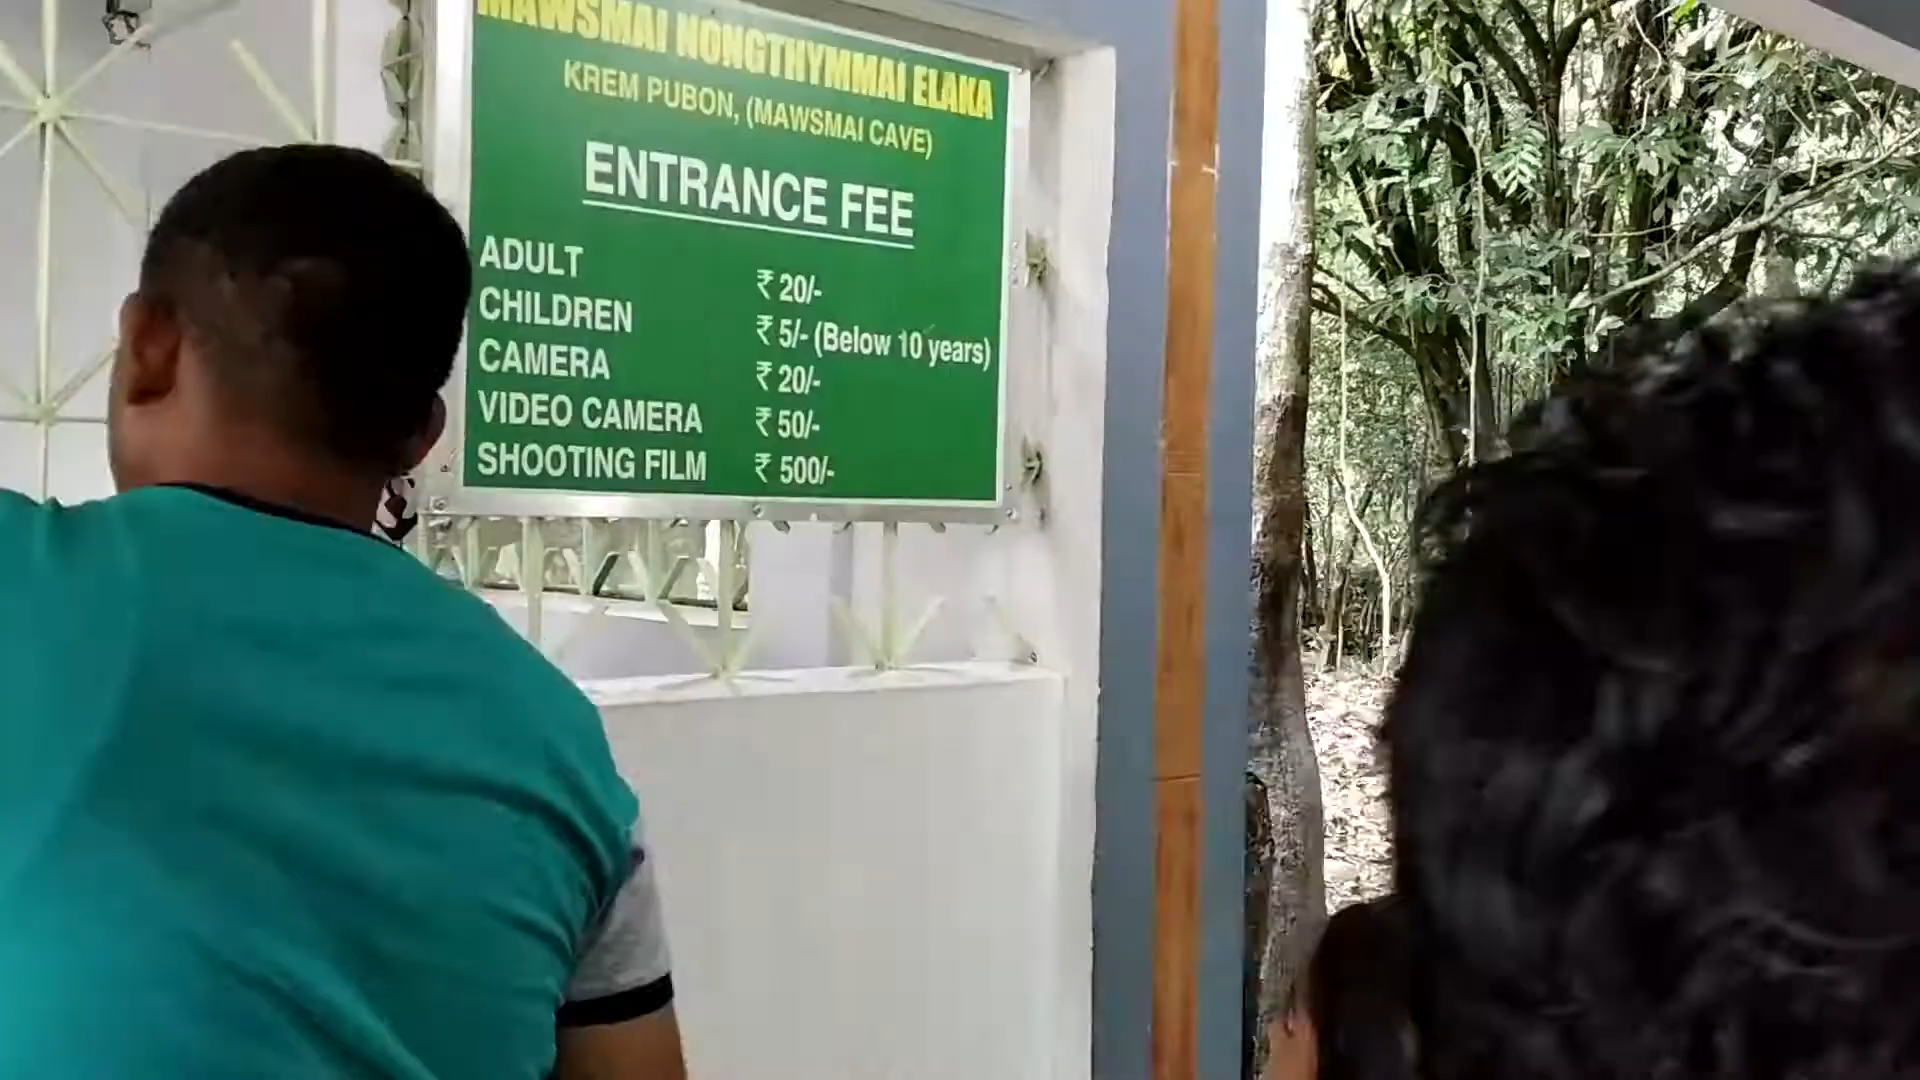 MAWSMAI NONGTHYMMAI ELAKA
KREM PUBON, (MAWSMAI CAVE)
ENTRANCE FEE
ADULT ₹ 20/-
CHILDREN ₹ 5/- (Below 10 years)
CAMERA ₹ 20/-
VIDEO CAMERA ₹ 50/-
SHOOTING FILM ₹ 500/-